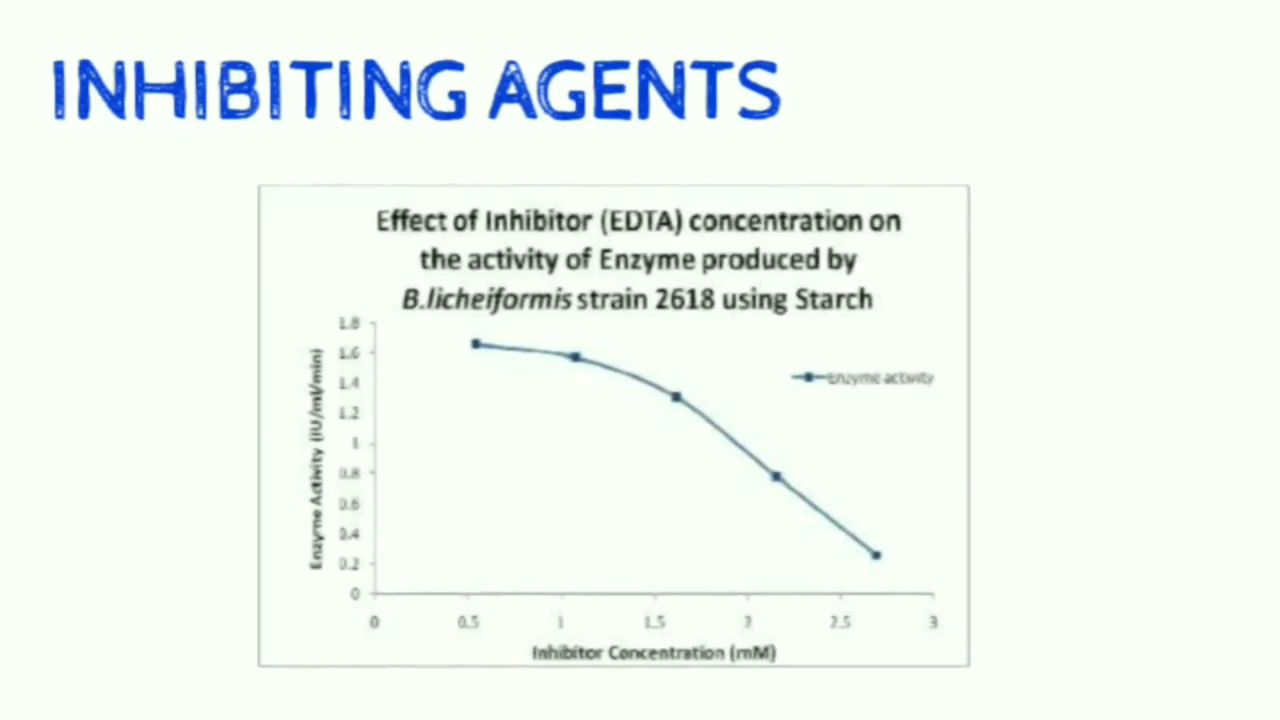 INHIBITING AGENTS
Effect of Inhibitor (EDTA) concentration on
the activity of Enzyme produced by
B.licheiformis strain 2618 using Starch
1.8
1.6
1.4
1.2
1
0.8
0.6
0.4
0.2
0
Enzyme Activity (IU/ml/min)
Enzyme activity
0 0.5 1 1.5 2 2.5 3
Inhibitor Concentration (mM)